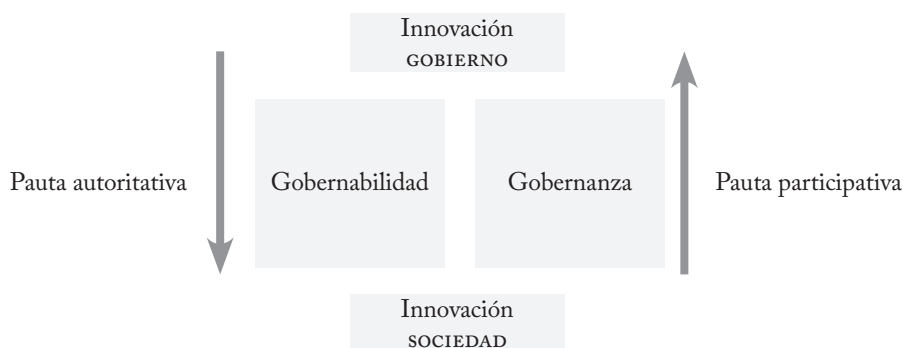 Innovación
GOBIERNO
Pauta autoritativa
Gobernabilidad
Gobernanza
Pauta participativa
Innovación
SOCIEDAD